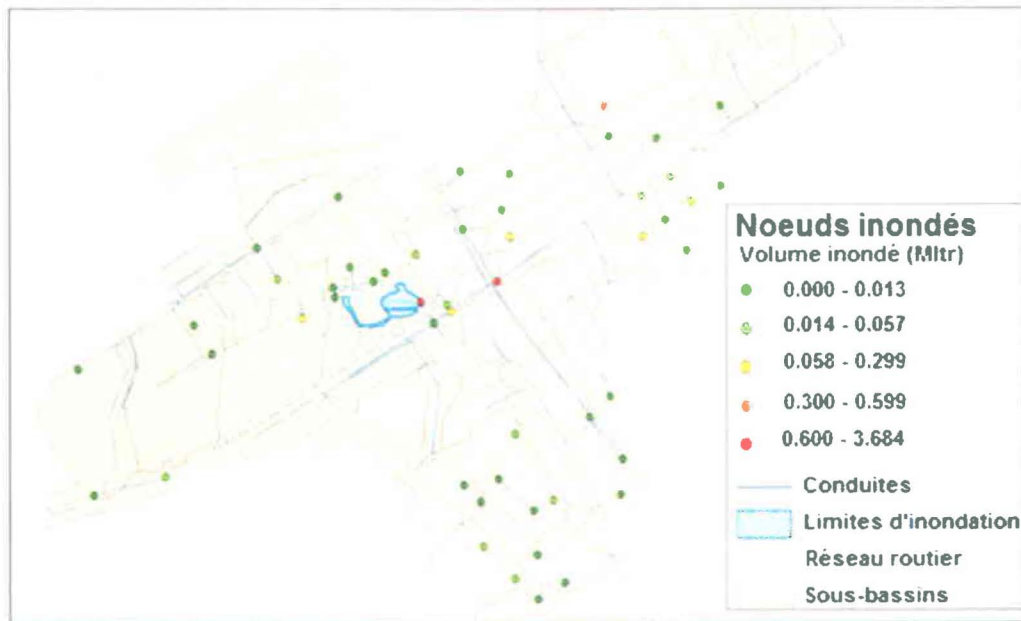 Noeuds inondés
Volume inondé (Mltr)
0.000 - 0.013
0.014 - 0.057
0.058 - 0.299
0.300 - 0.599
0.600 - 3.684
Conduites
Limites d'inondation
Réseau routier
Sous-bassins